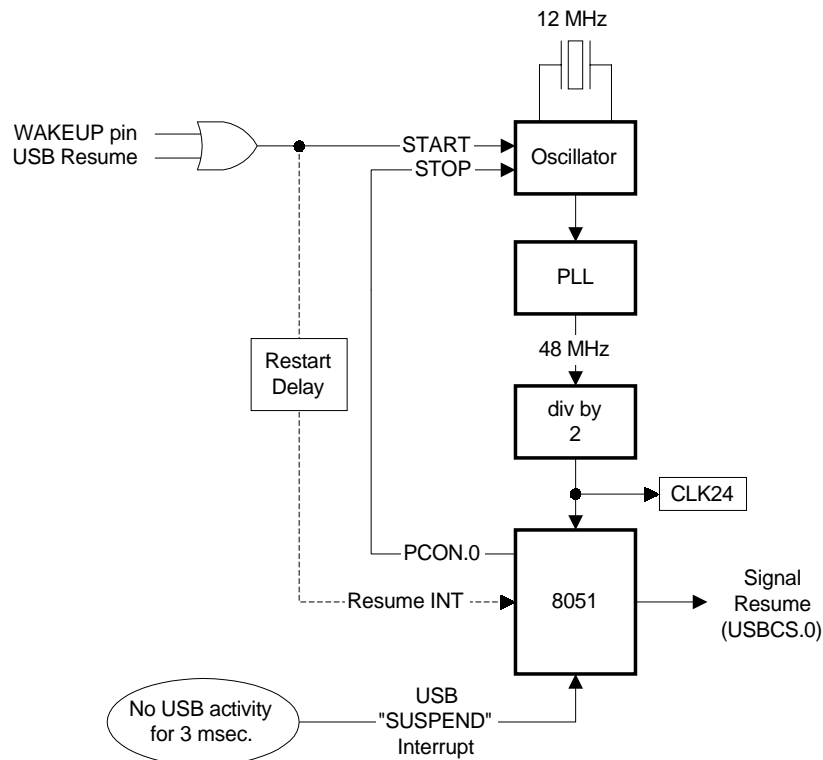 12 MHz
WAKEUP pin
USB Resume
START
STOP
Oscillator
PLL
48 MHz
Restart
Delay
div by
2
CLK24
PCON.0
Resume INT
8051
Signal
Resume
(USBCS.0)
No USB activity
for 3 msec.
USB
"SUSPEND"
Interrupt